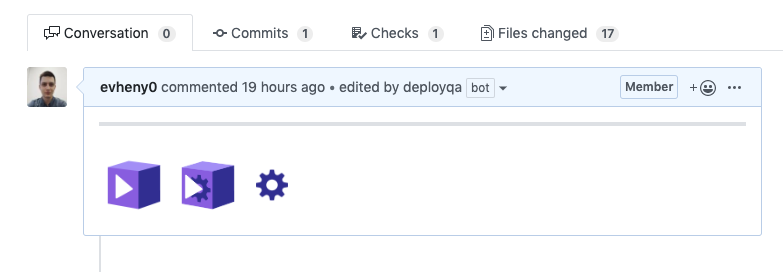 Conversation 0 Commits 1 Checks 1 Files changed 17
evheny0 commented 19 hours ago • edited by deployqa bot Member